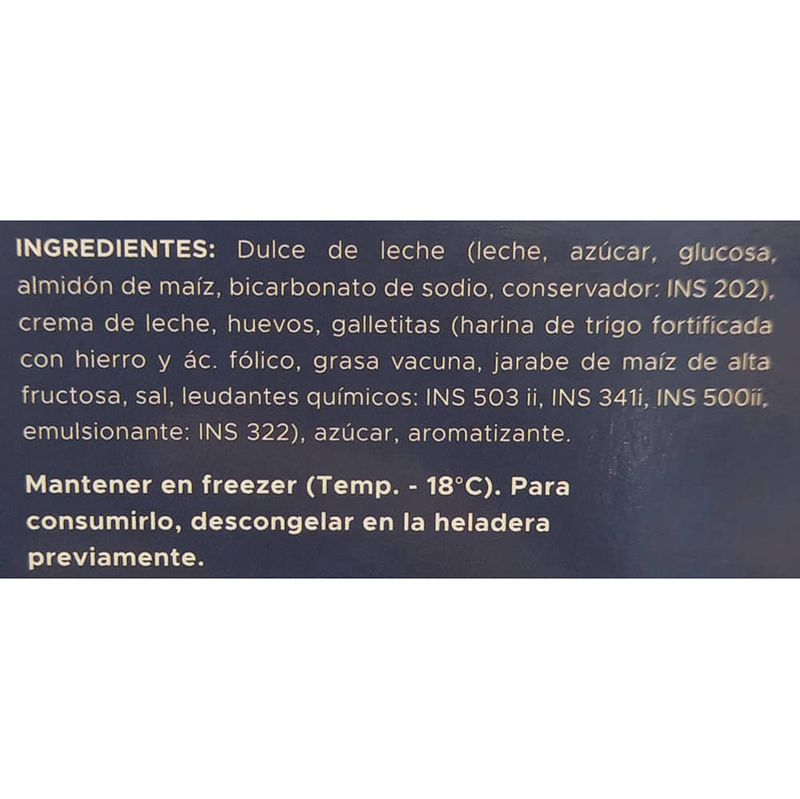 INGREDIENTES: Dulce de leche (leche, azúcar, glucosa,
almidón de maíz, bicarbonato de sodio, conservador: INS 202),
crema de leche, huevos, galletitas (harina de trigo fortificada
con hierro y ác. fólico, grasa vacuna, jarabe de maíz de alta
fructosa, sal, leudantes químicos: INS 503 ii, INS 341i, INS 500ii,
emulsionante: INS 322), azúcar, aromatizante.
Mantener en freezer (Temp. - 18°C). Para
consumirlo, descongelar en la heladera
previamente.